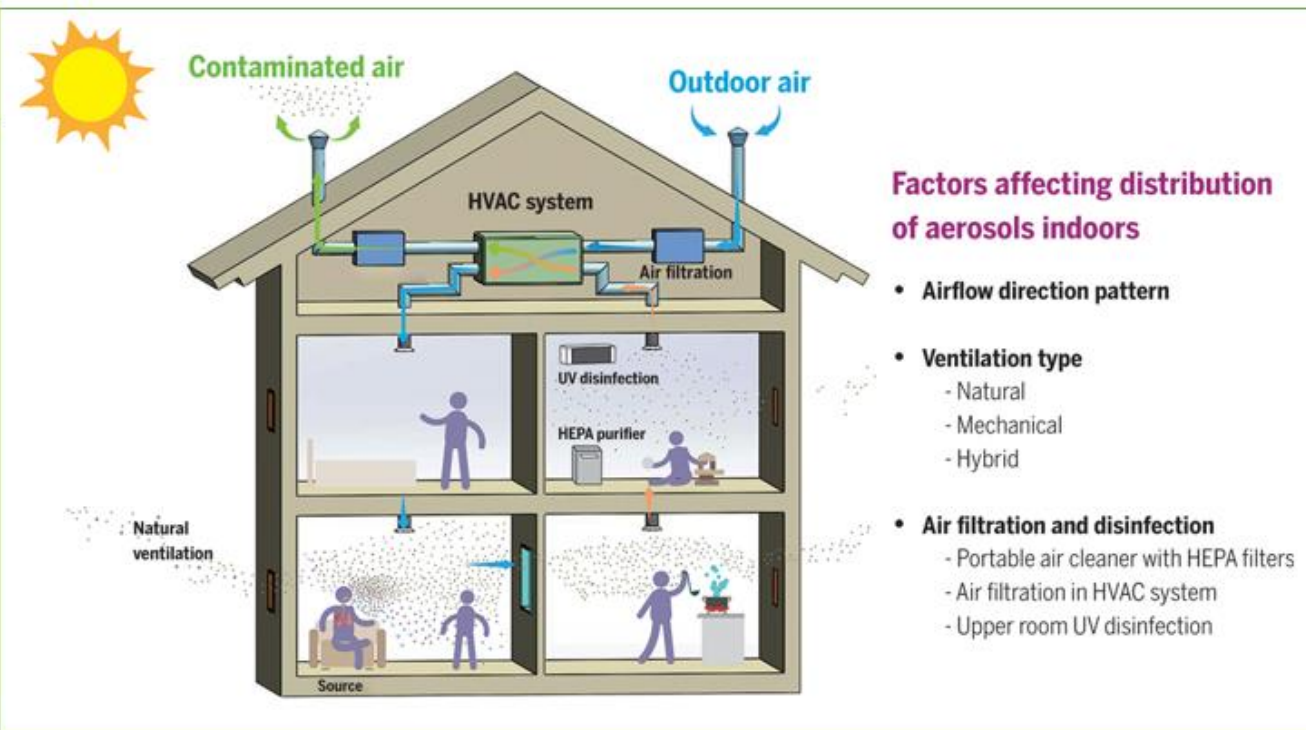 Contaminated air
Outdoor air
HVAC system
Air filtration
UV disinfection
HEPA purifier
Natural
ventilation
Source
Factors affecting distribution
of aerosols indoors
• Airflow direction pattern
• Ventilation type
- Natural
- Mechanical
- Hybrid
• Air filtration and disinfection
- Portable air cleaner with HEPA filters
- Air filtration in HVAC system
- Upper room UV disinfection